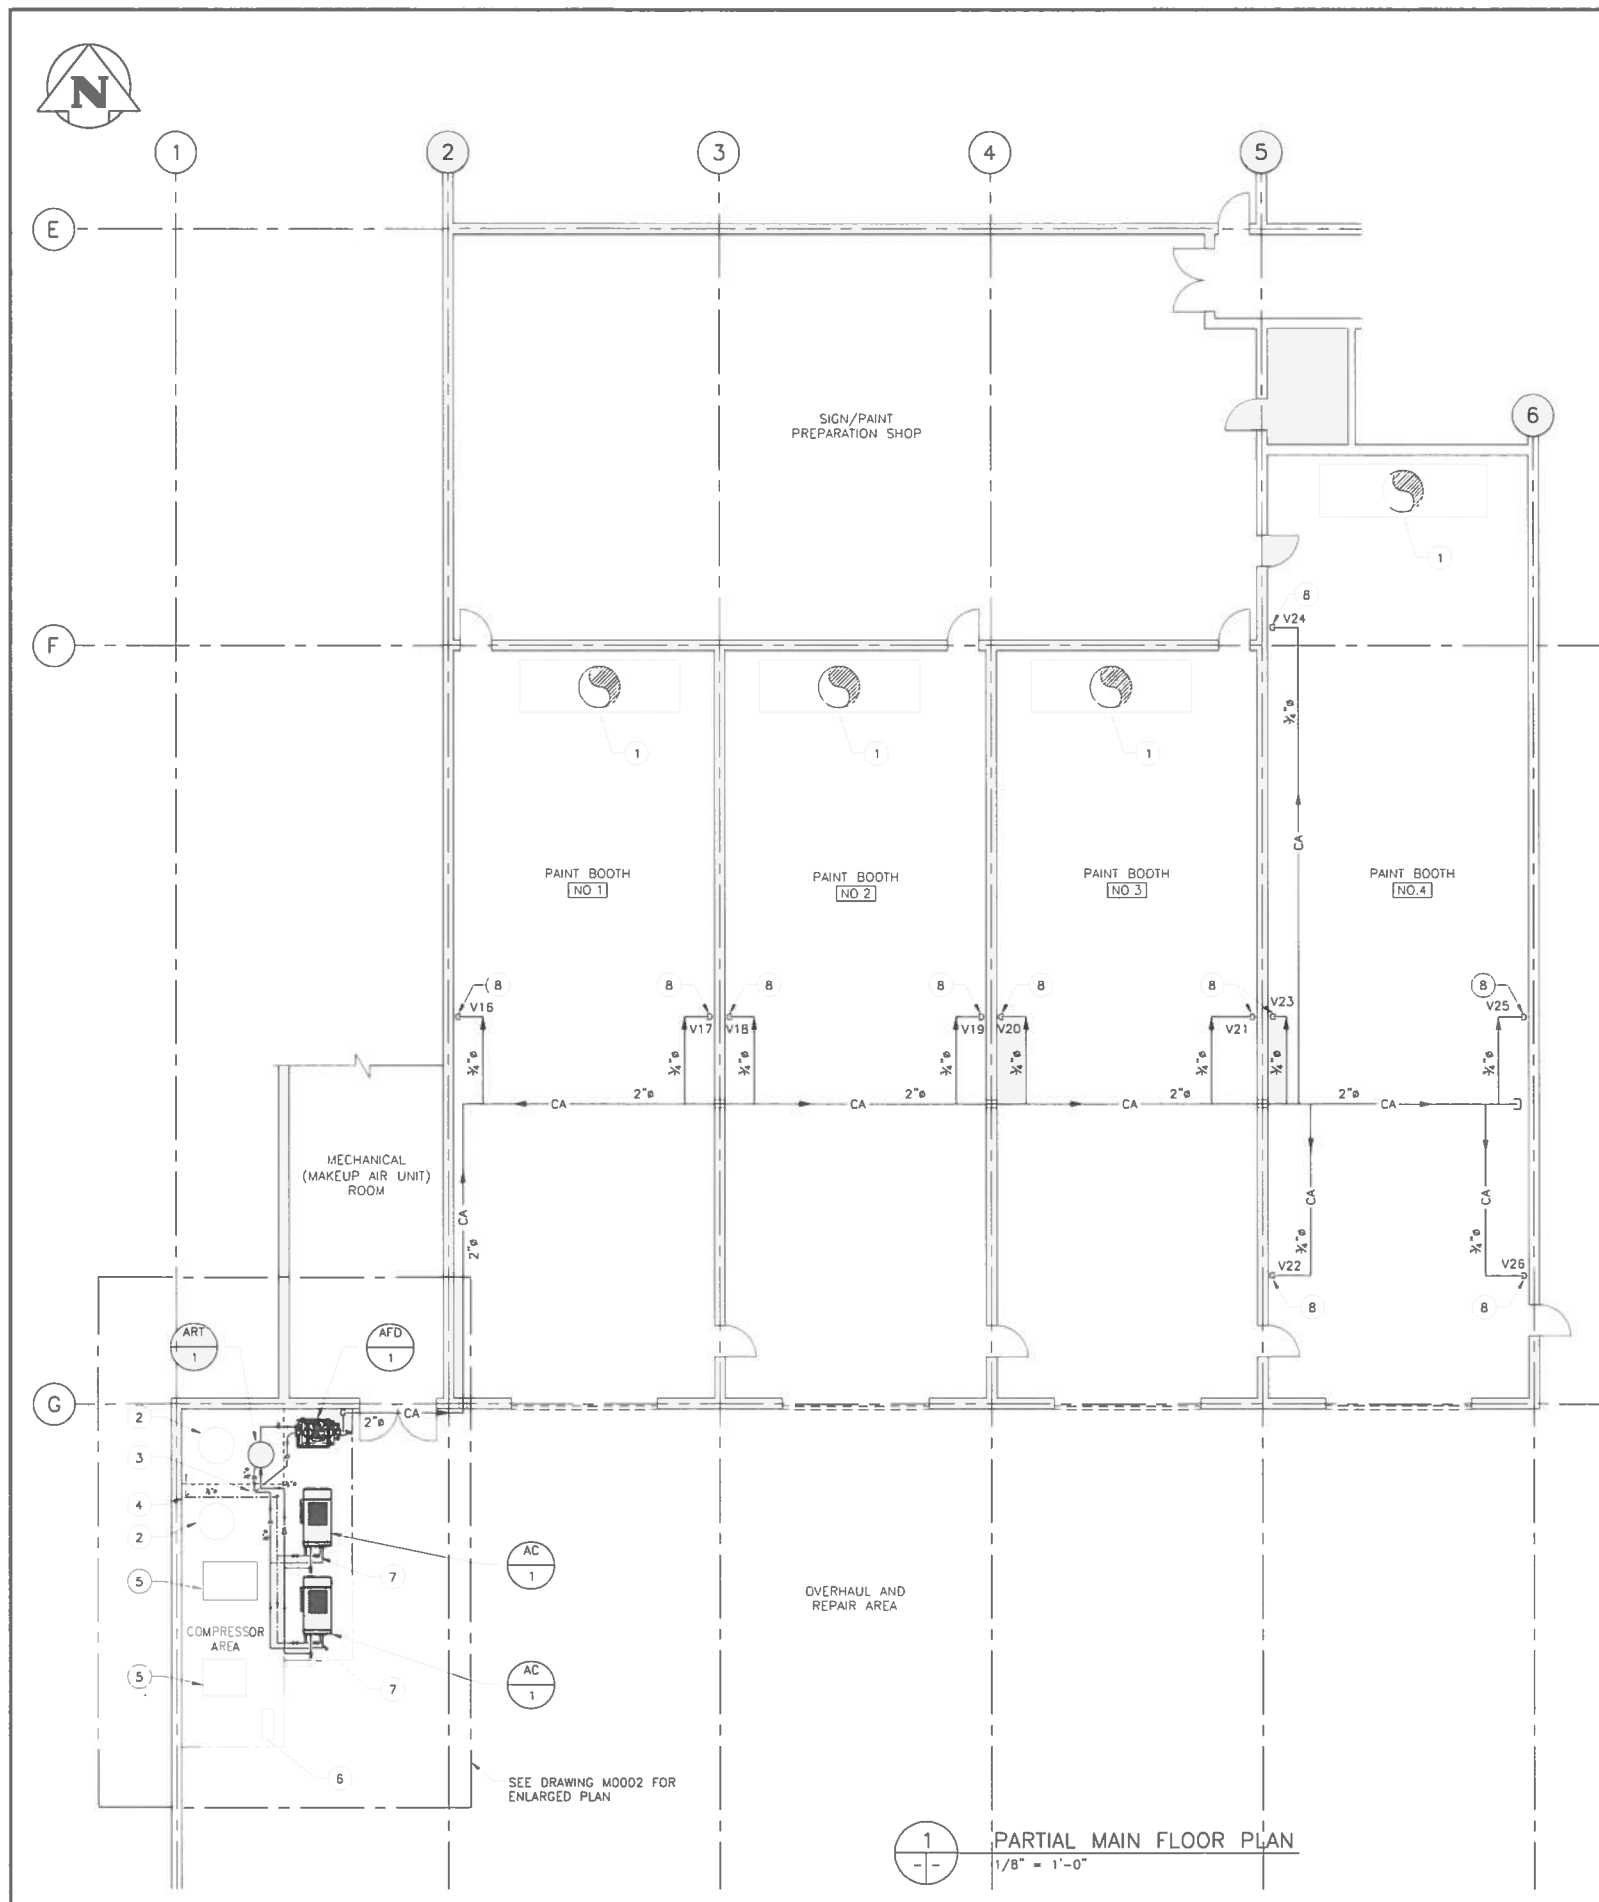 N
1
2
3
4
5
E
6
SIGN/PAINT
PREPARATION SHOP
1
8
V24
F
¾"ø
1
1
1
CA
PAINT BOOTH
NO 1
PAINT BOOTH
NO 2
PAINT BOOTH
NO 3
PAINT BOOTH
NO.4
8
8
8
8
8
8
8
V16
V17
V18
V19
V20
V21
V23
V25
¾"ø
¾"ø
¾"ø
¾"ø
¾"ø
¾"ø
¾"ø
¾"ø
CA
2"ø
CA
2"ø
CA
2"ø
2"ø
CA
MECHANICAL
(MAKEUP AIR UNIT)
ROOM
CA
2"ø
CA
¾"ø
CA
¾"ø
V22
V26
8
8
ART
1
AFD
1
G
2
2"ø
CA
3
4
2
AC
1
7
5
OVERHAUL AND
REPAIR AREA
COMPRESSOR
AREA
5
7
AC
1
6
SEE DRAWING M0002 FOR
ENLARGED PLAN
1
PARTIAL MAIN FLOOR PLAN
1/8" = 1'-0"